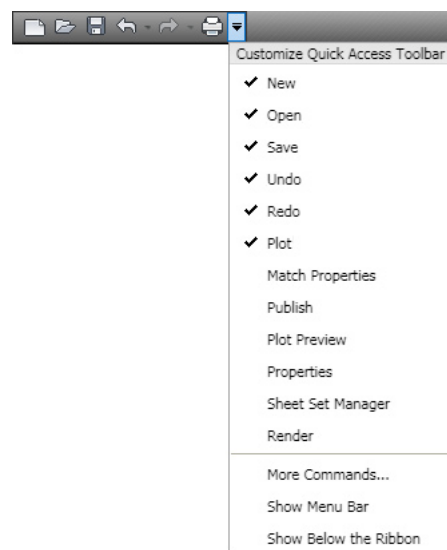 Customize Quick Access Toolbar
New
Open
Save
Undo
Redo
Plot
Match Properties
Publish
Plot Preview
Properties
Sheet Set Manager
Render
More Commands...
Show Menu Bar
Show Below the Ribbon